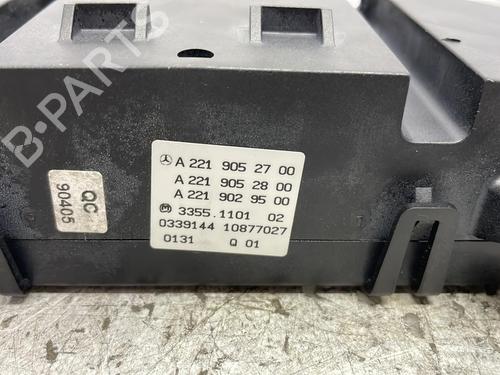 B-PARTS
A 221 905 27 00
A 221 905 28 00
A 221 902 95 00
3355.1101 02
0339144 10877027
0131 Q 01
QC
90405